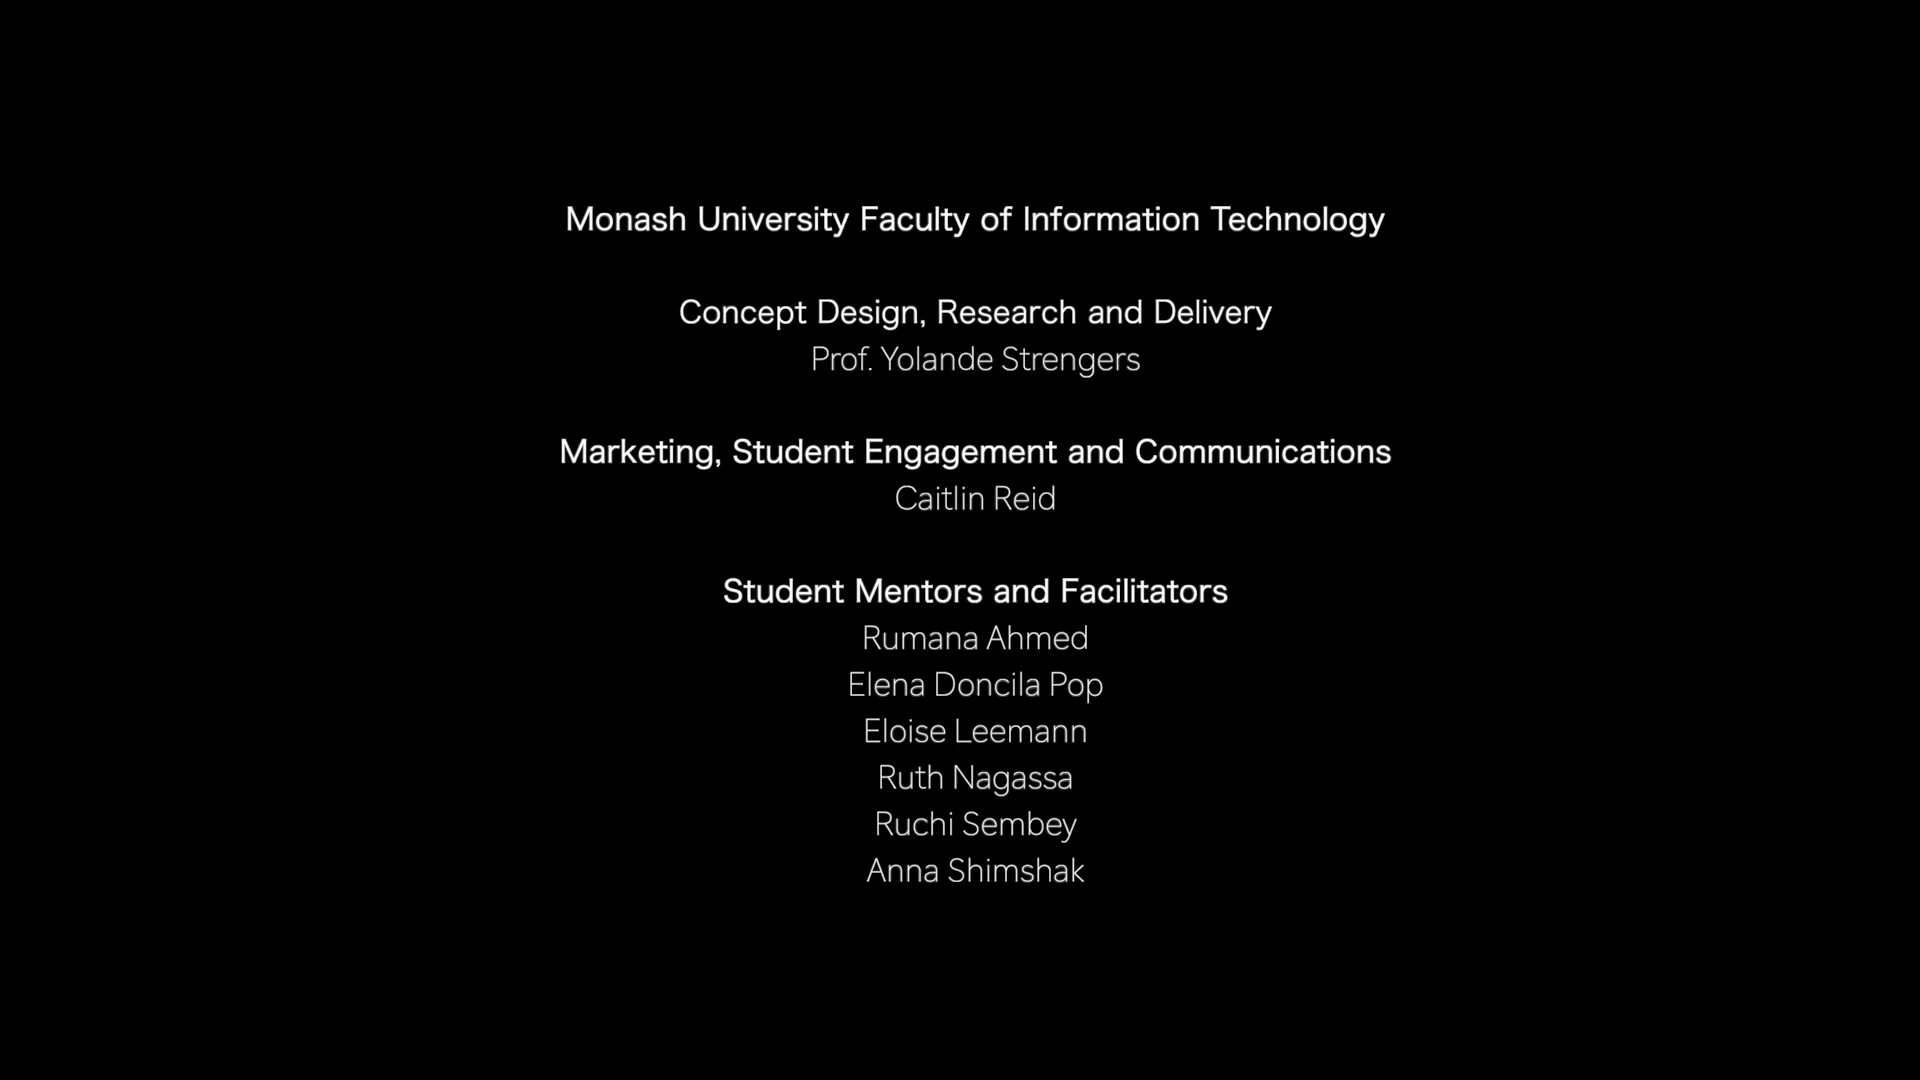 Monash University Faculty of Information Technology
Concept Design, Research and Delivery
Prof. Yolande Strengers
Marketing, Student Engagement and Communications
Caitlin Reid
Student Mentors and Facilitators
Rumana Ahmed
Elena Doncila Pop
Eloise Leemann
Ruth Nagassa
Ruchi Sembey
Anna Shimshak